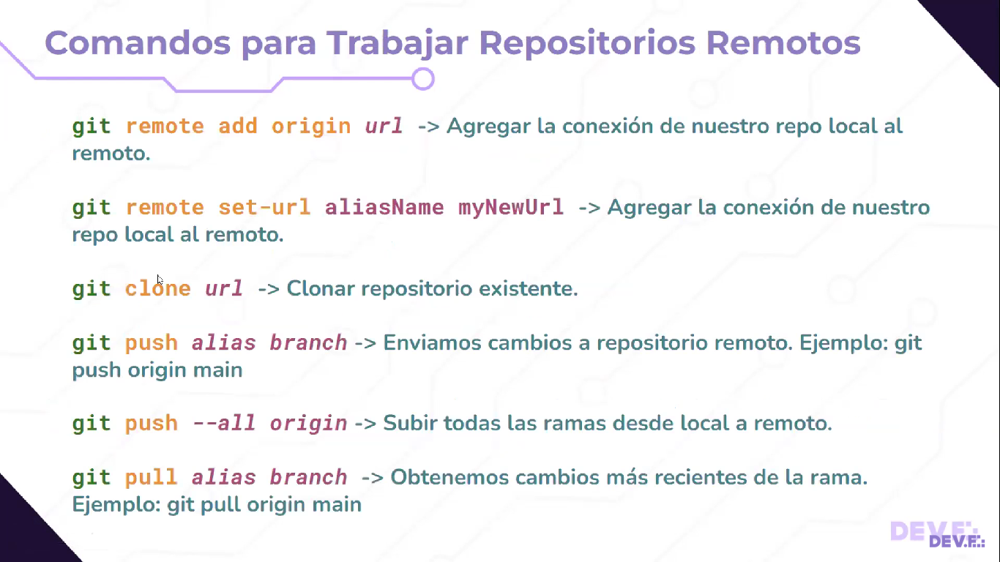 Comandos para Trabajar Repositorios Remotos
git remote add origin url -> Agregar la conexión de nuestro repo local al
remoto.
git remote set-url aliasName myNewUrl -> Agregar la conexión de nuestro
repo local al remoto.
git clone url -> Clonar repositorio existente.
git push alias branch -> Enviamos cambios a repositorio remoto. Ejemplo: git
push origin main
git push --all origin -> Subir todas las ramas desde local a remoto.
git pull alias branch -> Obtenemos cambios más recientes de la rama.
Ejemplo: git pull origin main
DEV.F.:
DEV.F.: